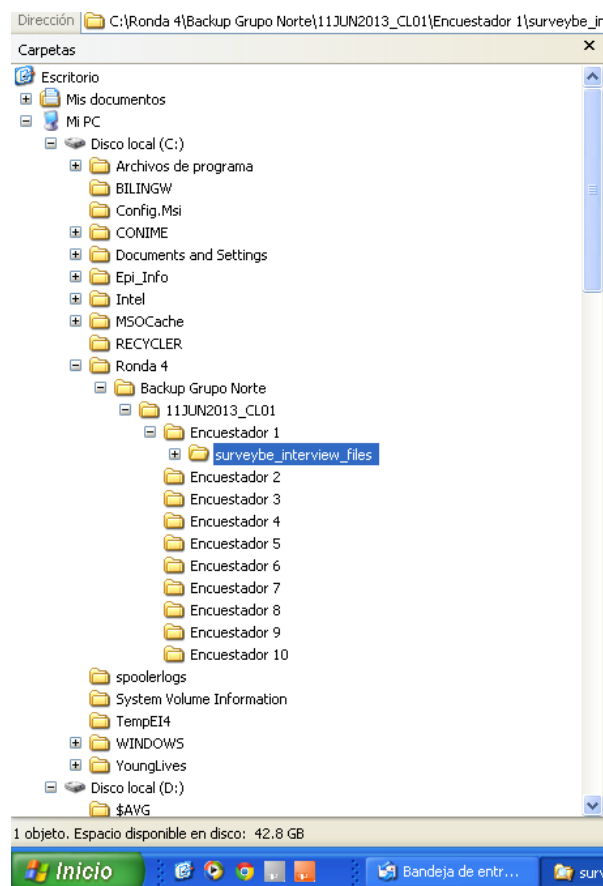 Dirección C:\Ronda 4\Backup Grupo Norte\11JUN2013_CL01\Encuestador 1\surveybe_in
Carpetas
Escritorio
Mis documentos
Mi PC
Disco local (C:)
Archivos de programa
BILINGW
Config.Msi
CONIME
Documents and Settings
Epi_Info
Intel
MSOCache
RECYCLER
Ronda 4
Backup Grupo Norte
11JUN2013_CL01
Encuestador 1
surveybe_interview_files
Encuestador 2
Encuestador 3
Encuestador 4
Encuestador 5
Encuestador 6
Encuestador 7
Encuestador 8
Encuestador 9
Encuestador 10
spoolerlogs
System Volume Information
TempEI4
WINDOWS
YoungLives
Disco local (D:)
$AVG
1 objeto. Espacio disponible en disco: 42.8 GB
Inicio Bandeja de entr... surv